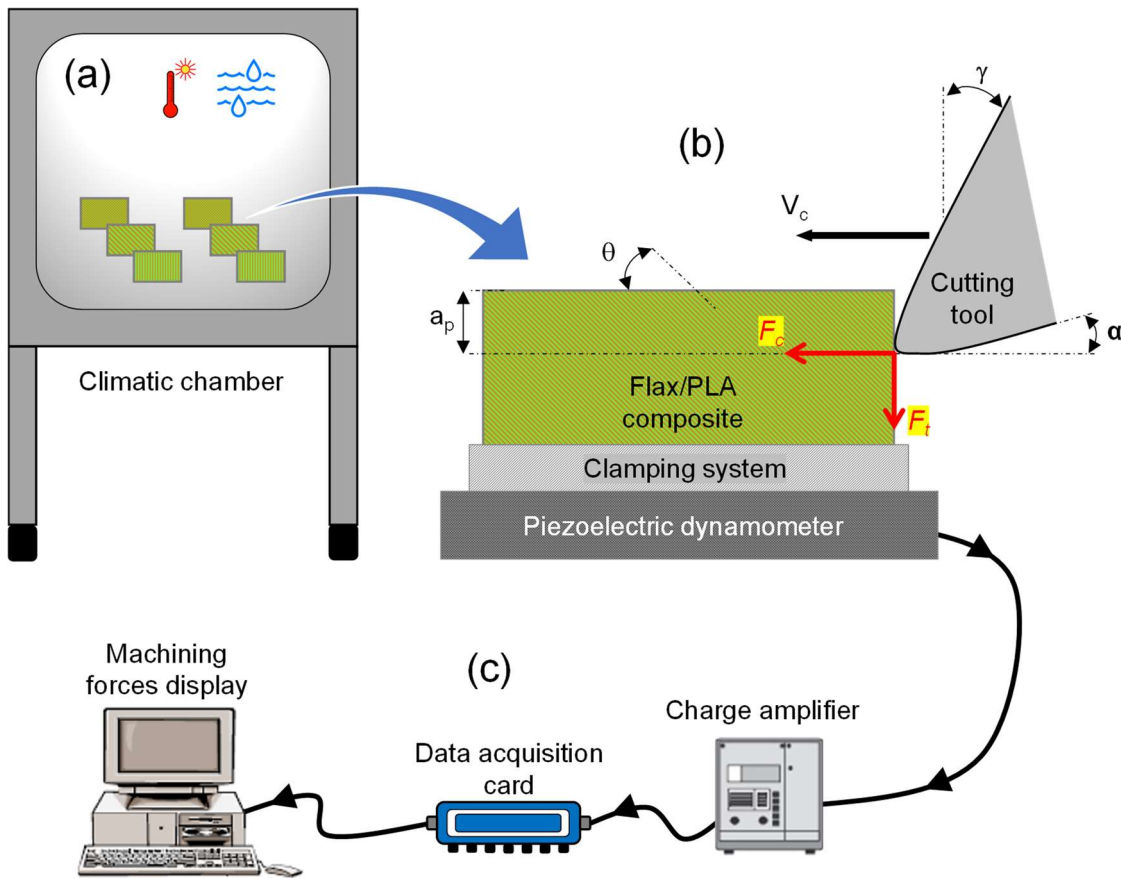 (a)
Climatic chamber
(b)
γ
V_c
θ
a_p
Cutting
tool
α
F_c
F_t
Flax/PLA
composite
Clamping system
Piezoelectric dynamometer
(c)
Machining
forces display
Data acquisition
card
Charge amplifier